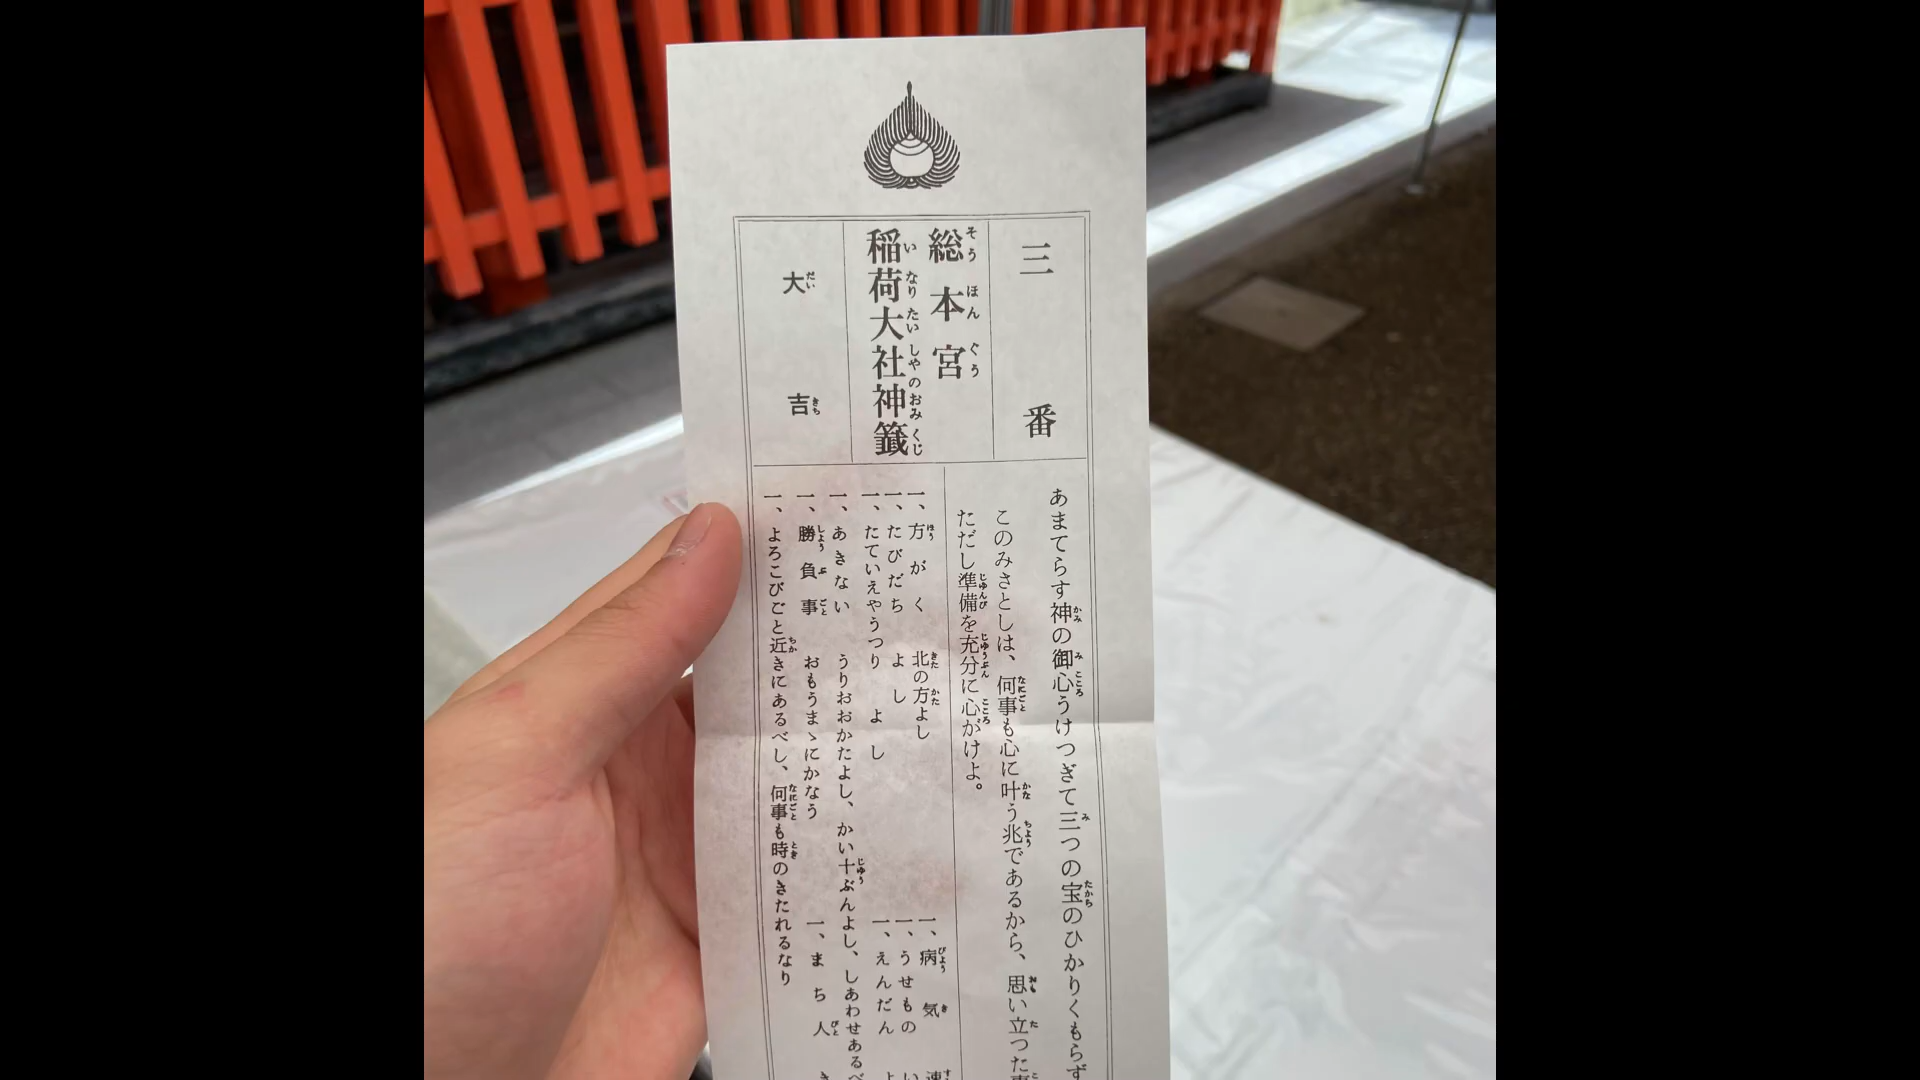 三番
総本宮
稲荷大社神籤
大吉
あまてらす神の御心うけつぎて三つの宝のひかりくもらず
このみさとしは、何事も心に叶う兆であるから、思い立つた事
ただし準備を充分に心がけよ。
一、方がく 北の方よし
一、たびだち よし
一、たていえやうつり よし
一、あきない うりおおかたよし、かい十ぶんよし、しあわせあるべ
一、勝負事 おもうまゝにかなう
一、よろこびごと近きにあるべし、何事も時のきたれるなり
一、病気 速
一、うせもの い
一、えんだん よ
一、まち人 き